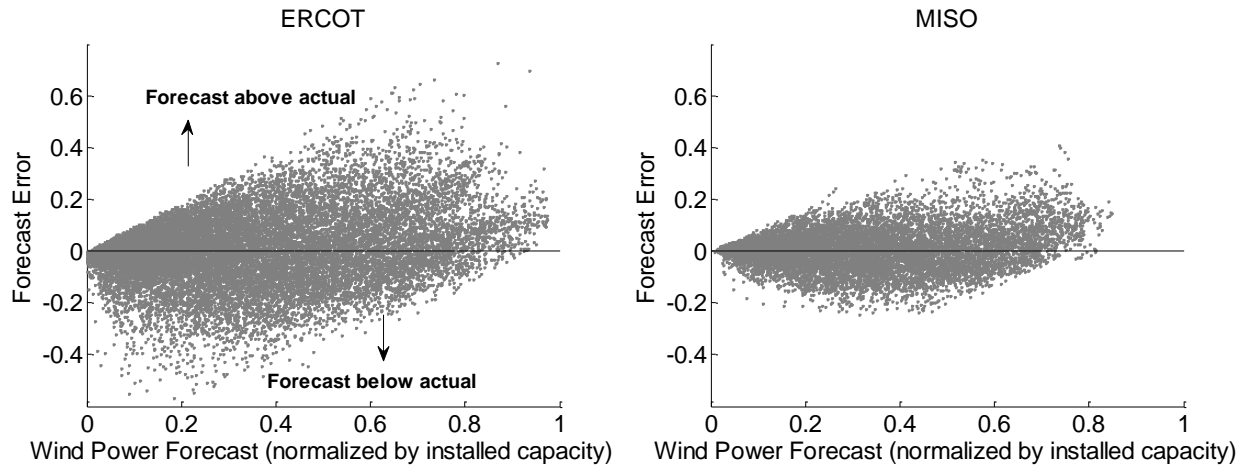 ERCOT
0.6
0.4
0.2
0
-0.2
-0.4
Forecast Error
Forecast above actual
Forecast below actual
0 0.2 0.4 0.6 0.8 1
Wind Power Forecast (normalized by installed capacity)
MISO
0.6
0.4
0.2
0
-0.2
-0.4
Forecast Error
0 0.2 0.4 0.6 0.8 1
Wind Power Forecast (normalized by installed capacity)